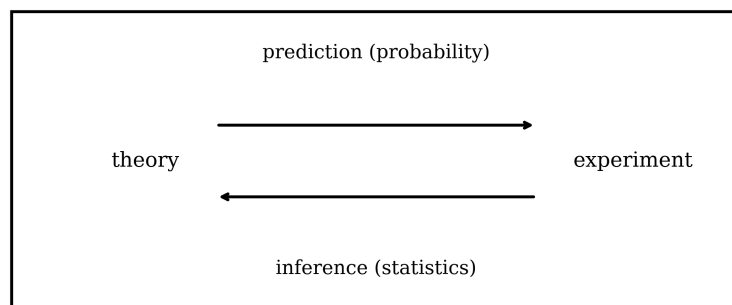 prediction (probability)
theory
experiment
inference (statistics)